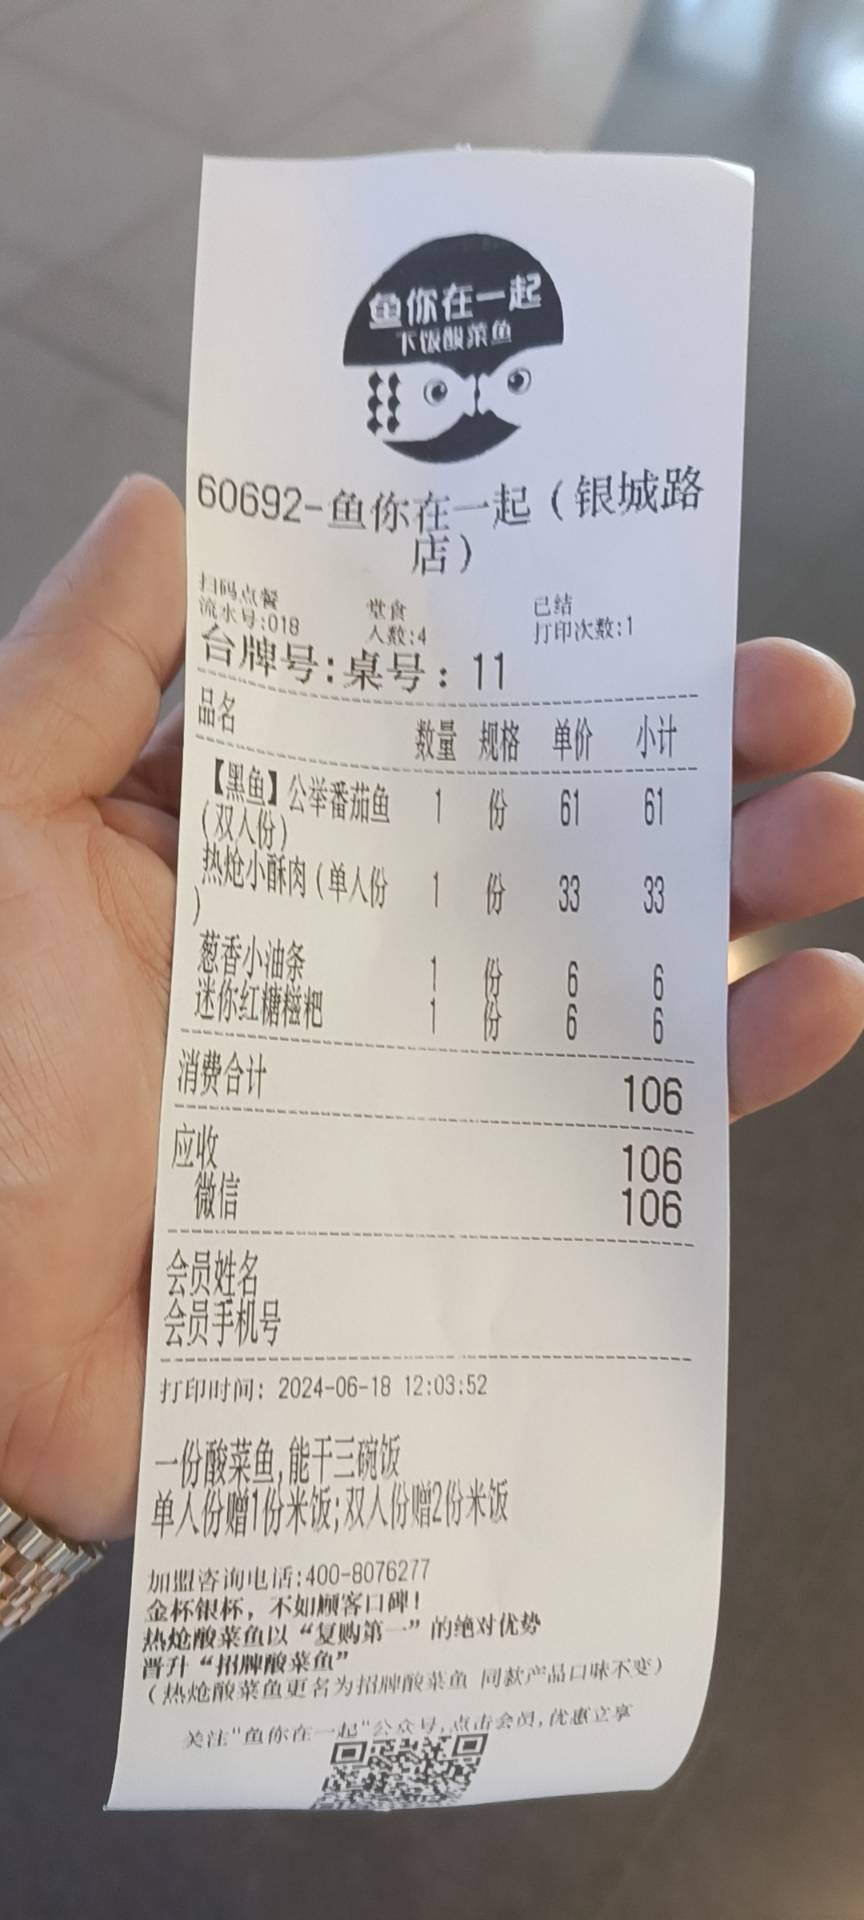 鱼你在一起
下饭酸菜鱼
60692-鱼你在一起（银城路
店）
扫码点餐 堂食 已结
流水号:018 人数:4 打印次数:1
台牌号:桌号：11
品名 数量 规格 单价 小计
【黑鱼】公举番茄鱼 1 份 61 61
(双人份)
热炝小酥肉(单人份 1 份 33 33
)
葱香小油条 1 份 6 6
迷你红糖糍粑 1 份 6 6
消费合计 106
应收 106
微信 106
会员姓名
会员手机号
打印时间: 2024-06-18 12:03:52
一份酸菜鱼,能干三碗饭
单人份赠1份米饭;双人份赠2份米饭
加盟咨询电话:400-8076277
金杯银杯，不如顾客口碑！
热炝酸菜鱼以“复购第一”的绝对优势
晋升“招牌酸菜鱼”
（热炝酸菜鱼更名为招牌酸菜鱼 同款产品口味不变）
关注"鱼你在一起"公众号,点击会员,优惠立享